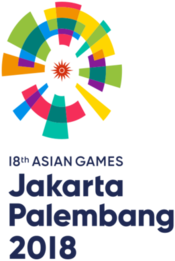 18th ASIAN GAMES
Jakarta
Palembang
2018